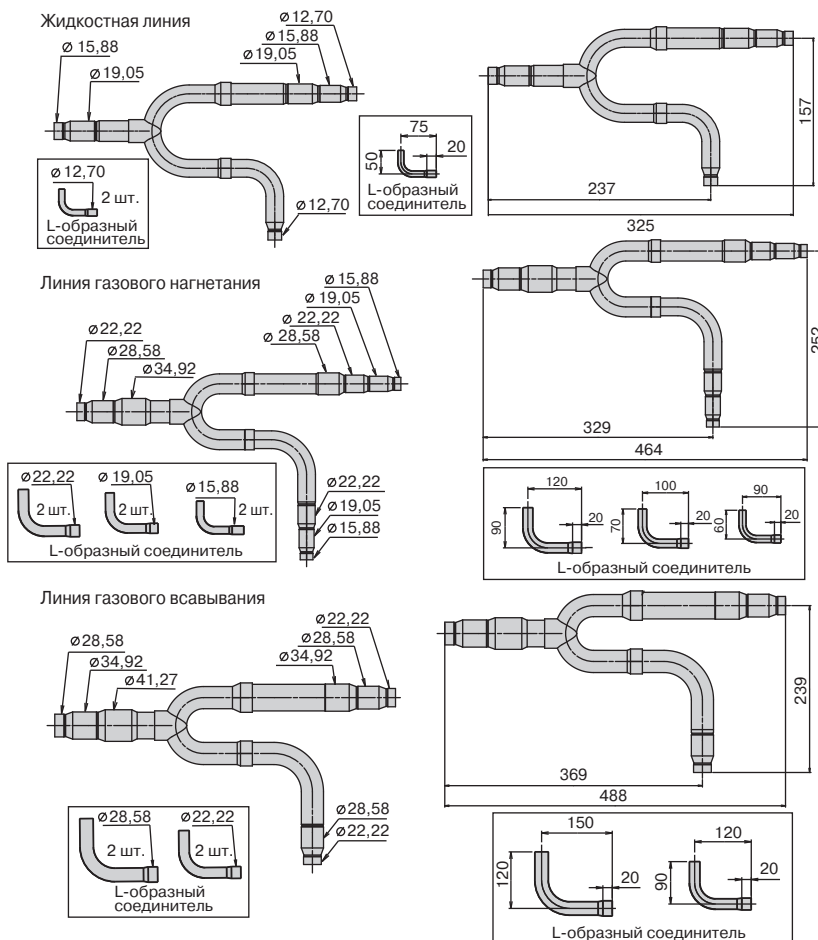 Жидкостная линия
ø 15,88
ø 19,05
ø 12,70
ø 15,88
ø 19,05
ø 12,70
2 шт.
L-образный
соединитель
ø 12,70
75
20
50
L-образный
соединитель
157
237
325
Линия газового нагнетания
ø 22,22
ø 28,58
ø 34,92
ø 15,88
ø 19,05
ø 22,22
ø 28,58
ø 22,22
2 шт.
ø 19,05
2 шт.
ø 15,88
2 шт.
L-образный соединитель
ø 22,22
ø 19,05
ø 15,88
252
329
464
120
20
90
100
20
70
90
20
60
L-образный соединитель
Линия газового всавывания
ø 28,58
ø 34,92
ø 41,27
ø 22,22
ø 28,58
ø 34,92
ø 28,58
2 шт.
ø 22,22
2 шт.
L-образный
соединитель
ø 28,58
ø 22,22
239
369
488
150
20
120
120
20
90
L-образный соединитель